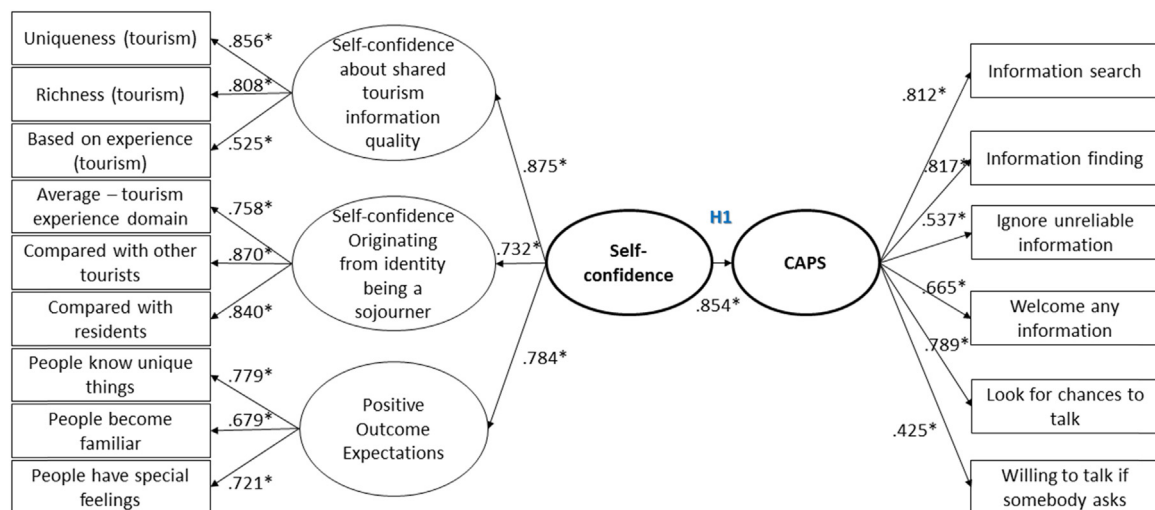 Uniqueness (tourism)
Richness (tourism)
Based on experience
(tourism)
Average – tourism
experience domain
Compared with other
tourists
Compared with
residents
People know unique
things
People become
familiar
People have special
feelings
.856*
.808*
.525*
.758*
.870*
.840*
.779*
.679*
.721*
Self-confidence
about shared
tourism
information
quality
Self-confidence
Originating
from identity
being a
sojourner
Positive
Outcome
Expectations
.875*
.732*
.784*
Self-
confidence
H1
.854*
CAPS
.812*
.817*
.537*
.665*
.789*
.425*
Information search
Information finding
Ignore unreliable
information
Welcome any
information
Look for chances to
talk
Willing to talk if
somebody asks